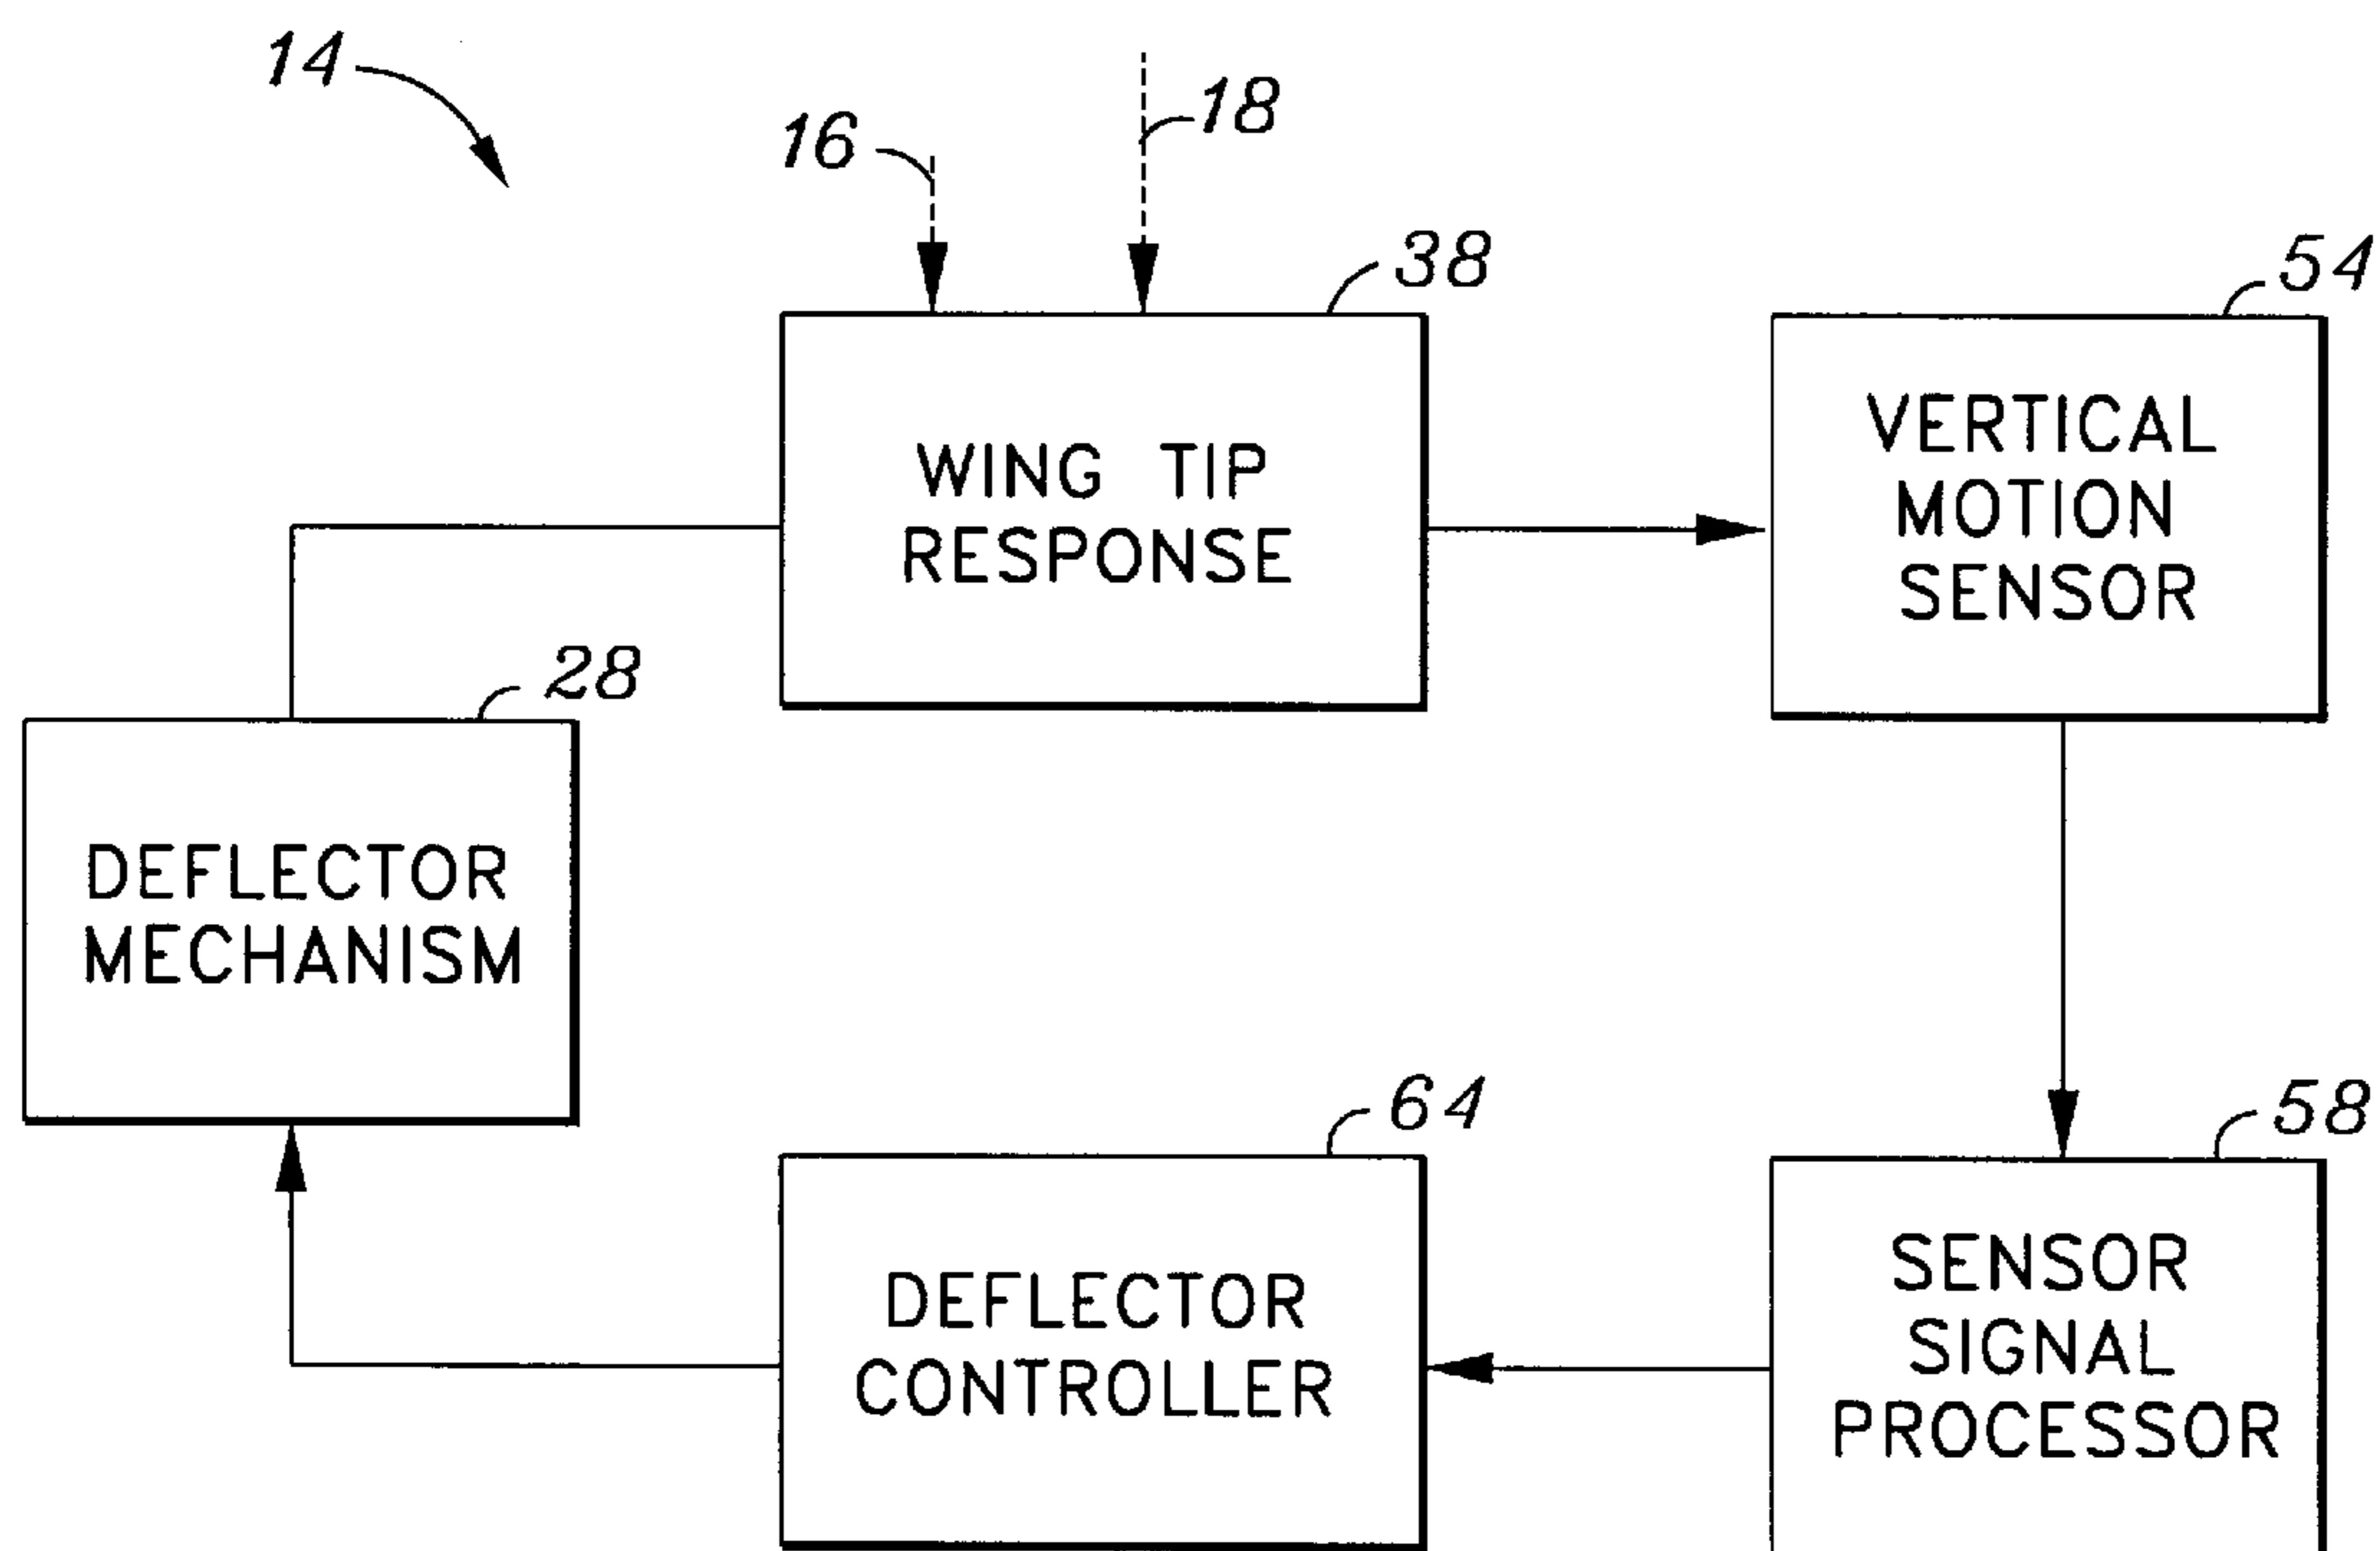 14
16
18
38
WING TIP
RESPONSE
54
VERTICAL
MOTION
SENSOR
28
DEFLECTOR
MECHANISM
64
DEFLECTOR
CONTROLLER
58
SENSOR
SIGNAL
PROCESSOR